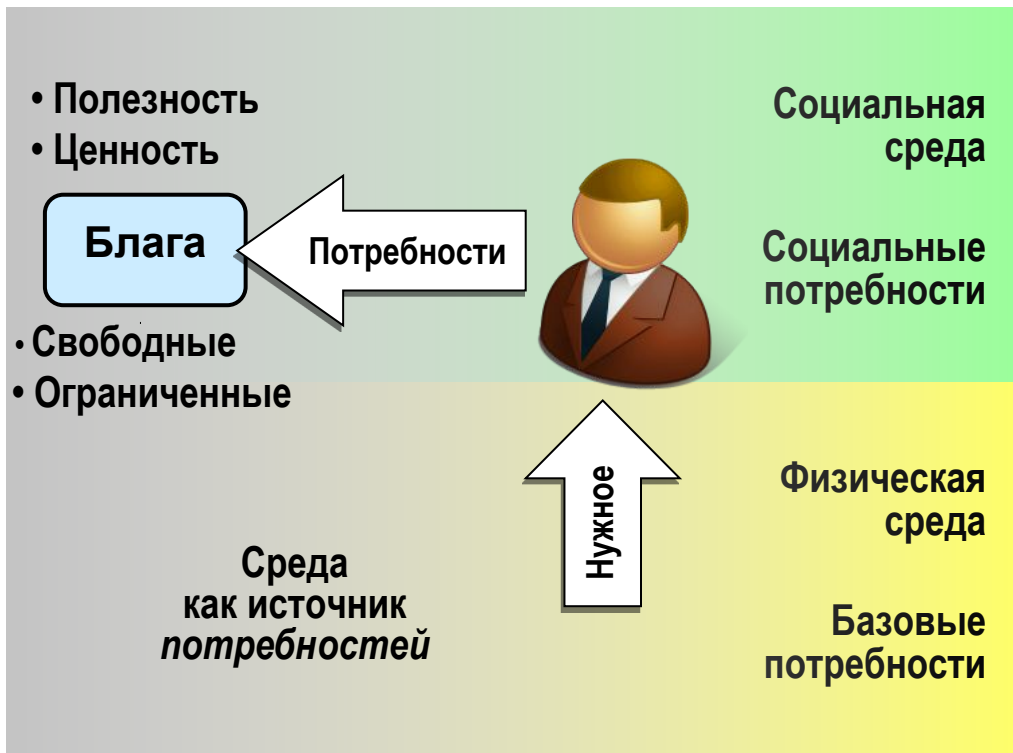 • Полезность
• Ценность
Блага
• Свободные
• Ограниченные
Потребности
Социальная
среда
Социальные
потребности
Нужное
Среда
как источник
потребностей
Физическая
среда
Базовые
потребности